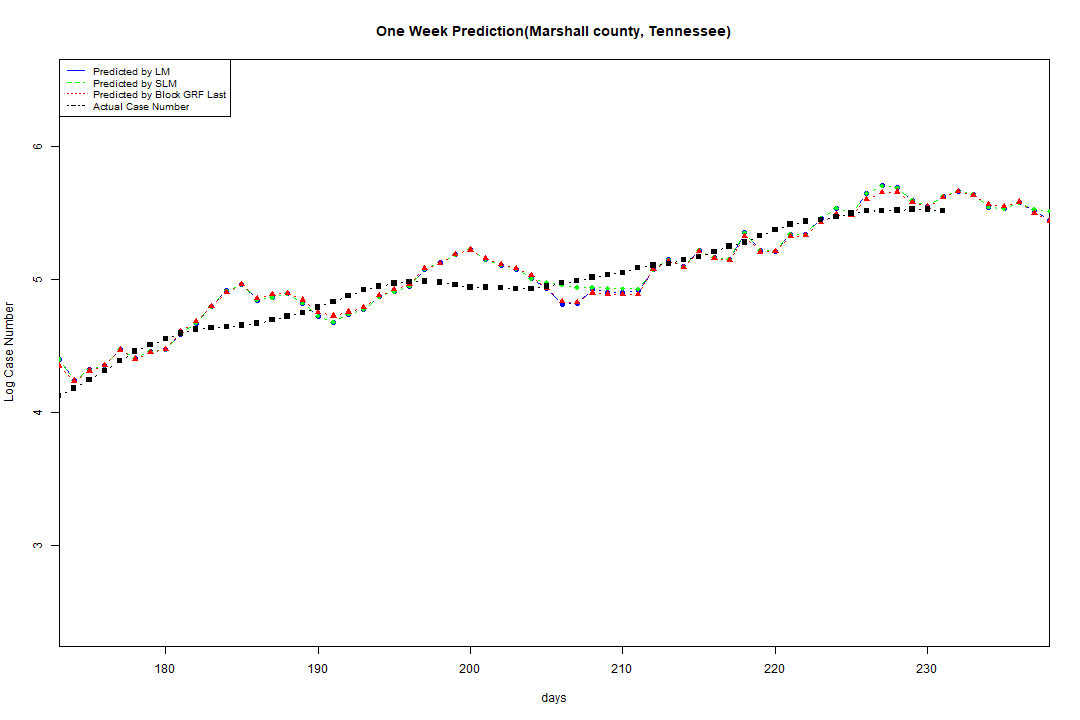 One Week Prediction(Marshall county, Tennessee)
Predicted by LM
Predicted by SLM
Predicted by Block GRF Last
Actual Case Number
6
5
4
3
Log Case Number
180 190 200 210 220 230
days